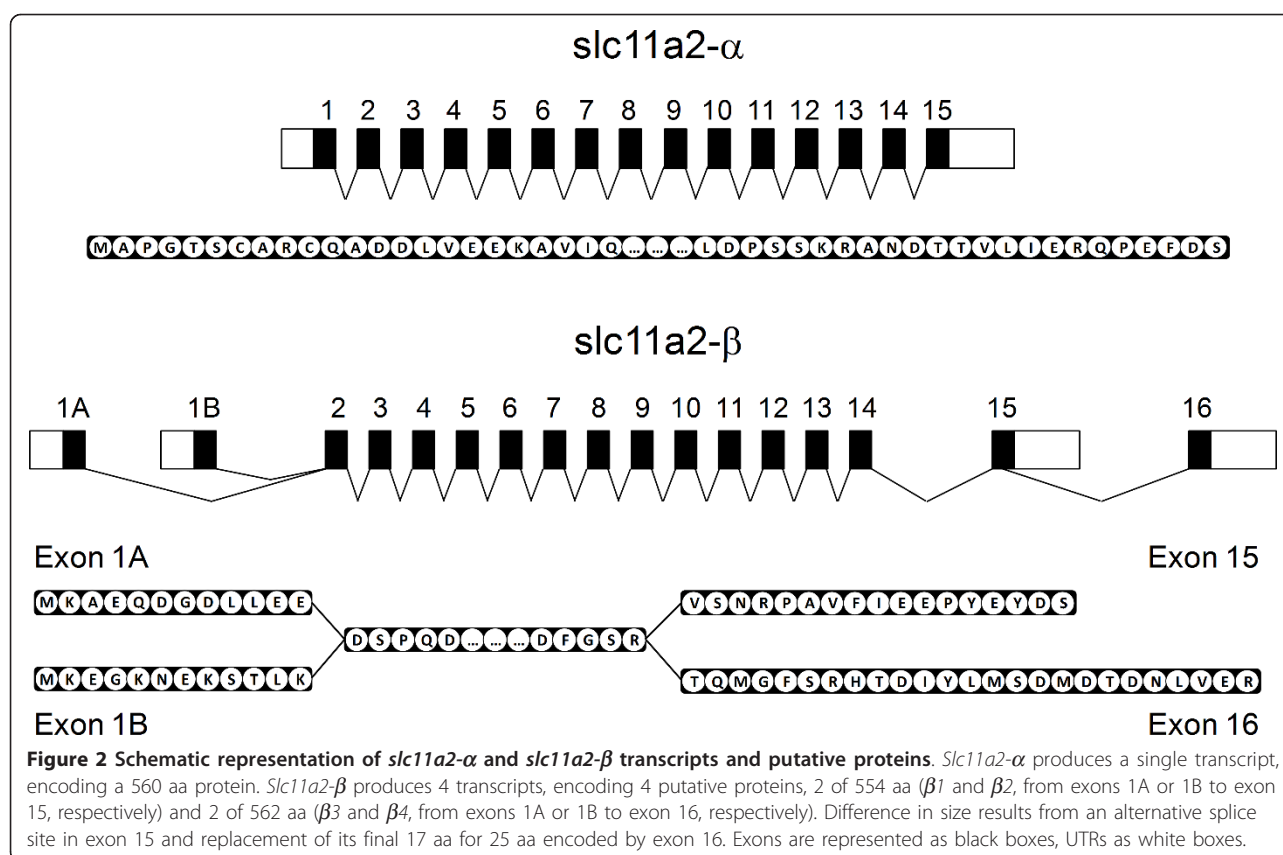 slc11a2-α
1 2 3 4 5 6 7 8 9 10 11 12 13 14 15
MAPGTSCARCQADDLVEEKAVIQ... ... ...LDPSSKRANDTTVLIERQPEFDS
slc11a2-β
1A 1B 2 3 4 5 6 7 8 9 10 11 12 13 14 15 16
Exon 1A Exon 15
MKAEQDGDLLEE VSNRPAVFIEEPYEYDS
DSPQD... ... ...DFGSR
MKEGKNEKSTLK TQMGFSRHTDIYLMSDMDTDNLVER
Exon 1B Exon 16
Figure 2 Schematic representation of slc11a2-α and slc11a2-β transcripts and putative proteins. Slc11a2-α produces a single transcript,
encoding a 560 aa protein. Slc11a2-β produces 4 transcripts, encoding 4 putative proteins, 2 of 554 aa (β1 and β2, from exons 1A or 1B to exon
15, respectively) and 2 of 562 aa (β3 and β4, from exons 1A or 1B to exon 16, respectively). Difference in size results from an alternative splice
site in exon 15 and replacement of its final 17 aa for 25 aa encoded by exon 16. Exons are represented as black boxes, UTRs as white boxes.